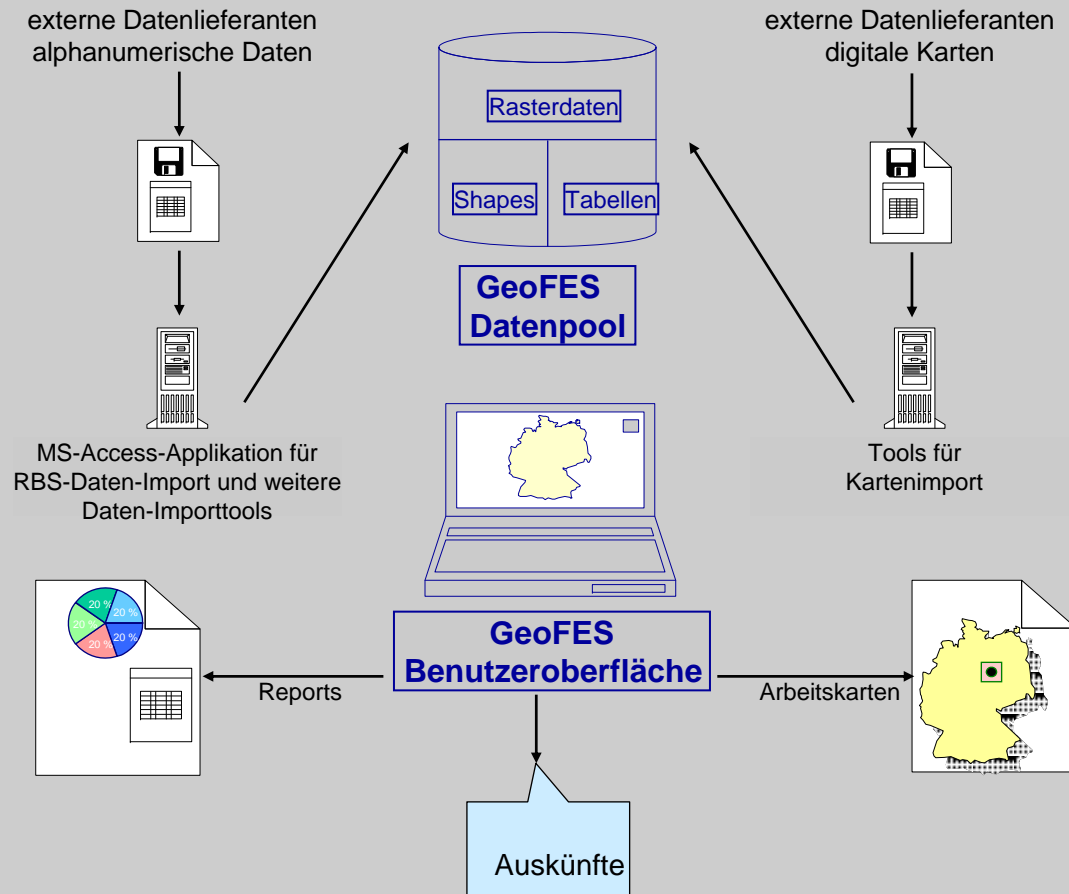 externe Datenlieferanten
alphanumerische Daten
externe Datenlieferanten
digitale Karten
Rasterdaten
Shapes
Tabellen
GeoFES
Datenpool
MS-Access-Applikation für
RBS-Daten-Import und weitere
Daten-Importtools
Tools für
Kartenimport
20 %
20 %
20 %
20 %
20 %
GeoFES
Benutzeroberfläche
Reports
Arbeitskarten
Auskünfte